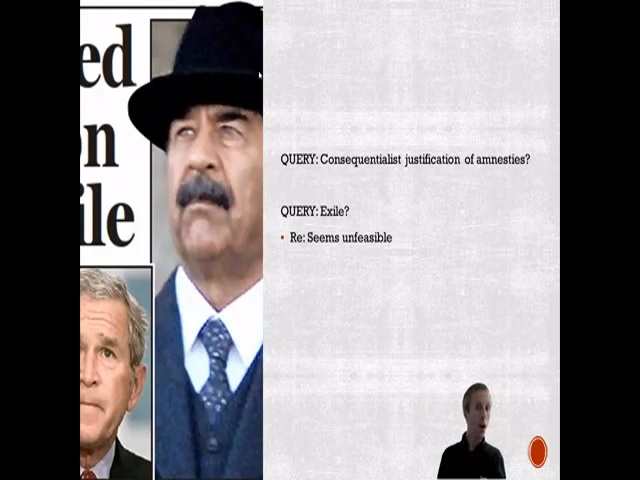 ed
on
ile
QUERY: Consequentialist justification of amnesties?
QUERY: Exile?
▪ Re: Seems unfeasible